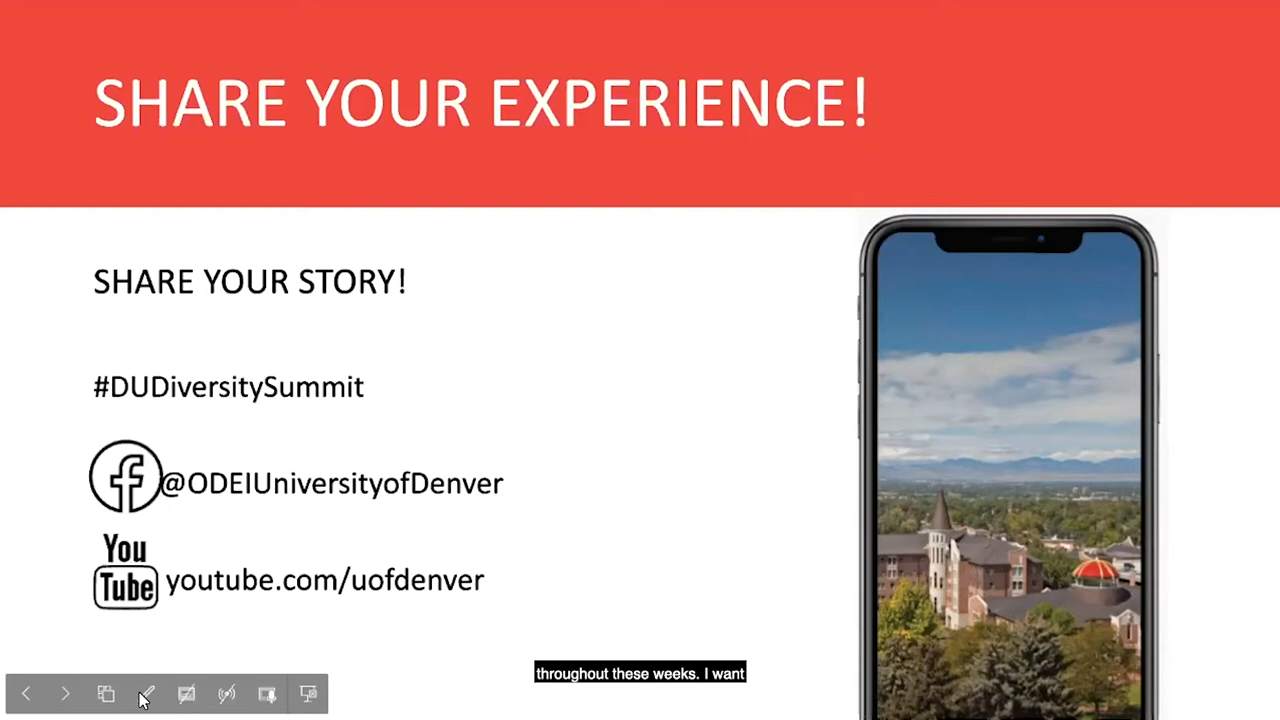 SHARE YOUR EXPERIENCE!
SHARE YOUR STORY!
#DUDiversitySummit
@ODEIUniversityofDenver
You
Tube
youtube.com/uofdenver
throughout these weeks. I want